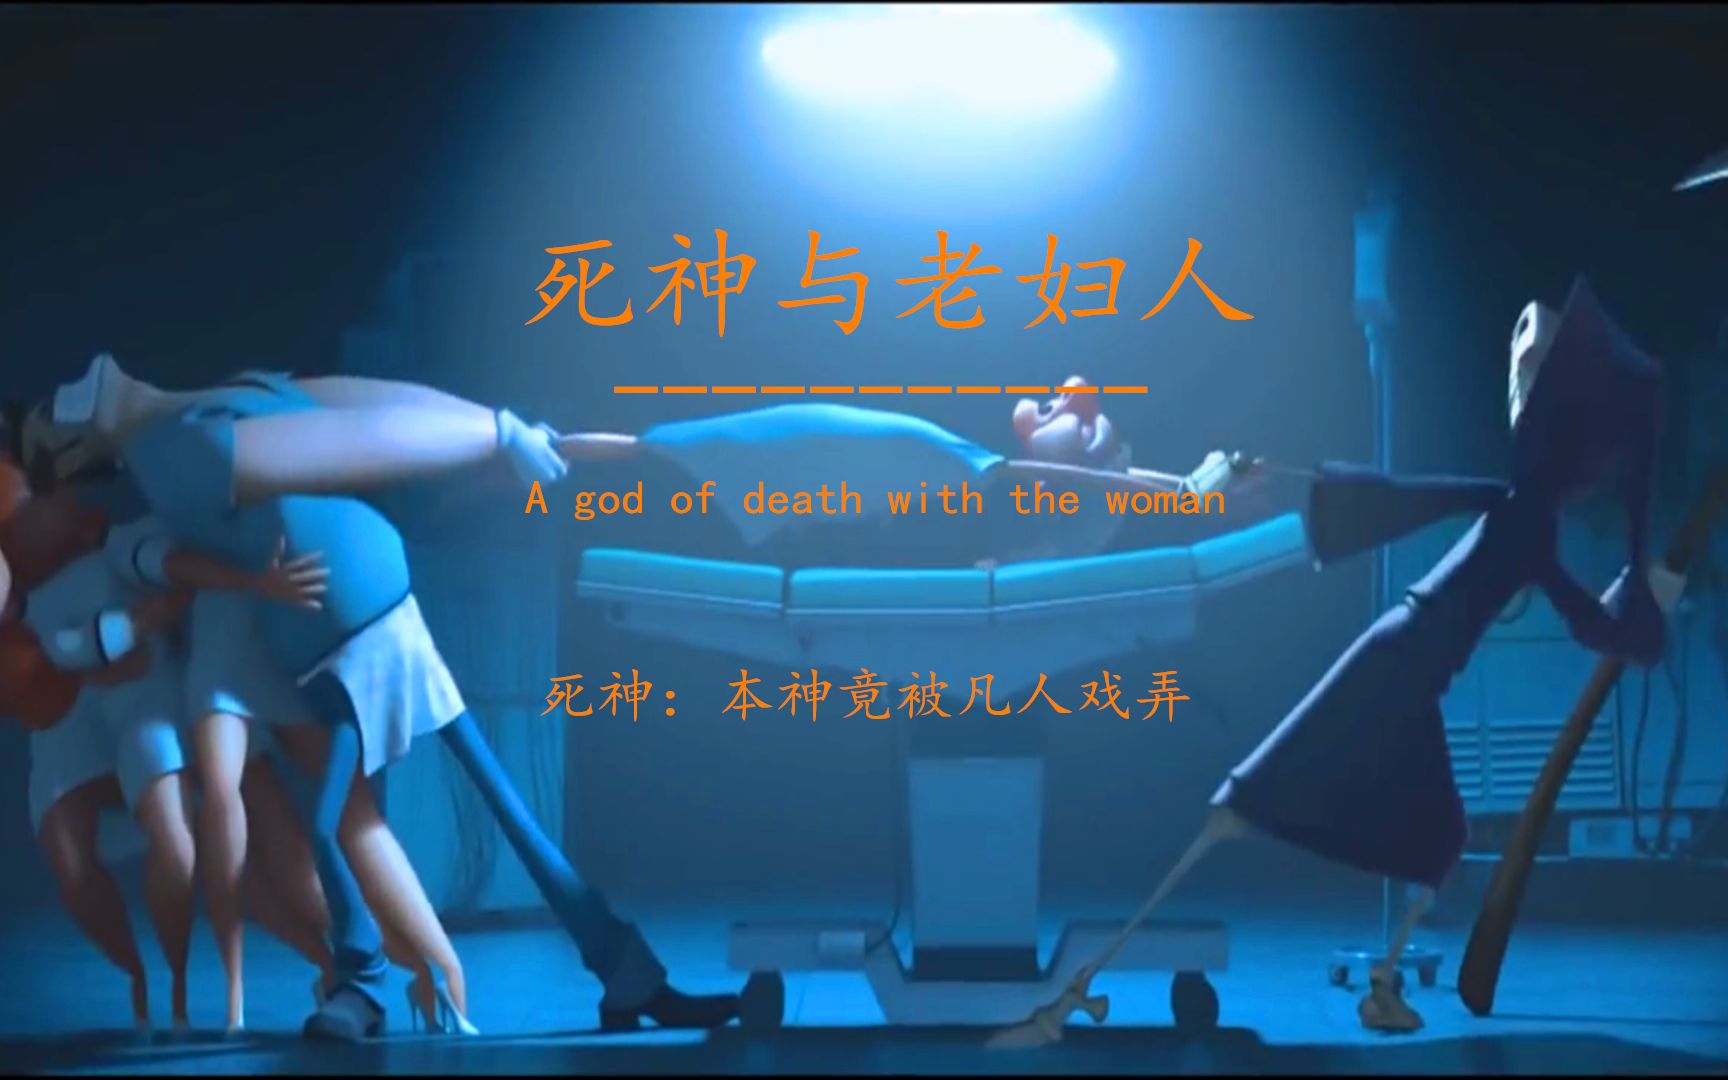 死神与老妇人
-----------
A god of death with the woman
死神：本神竟被凡人戏弄